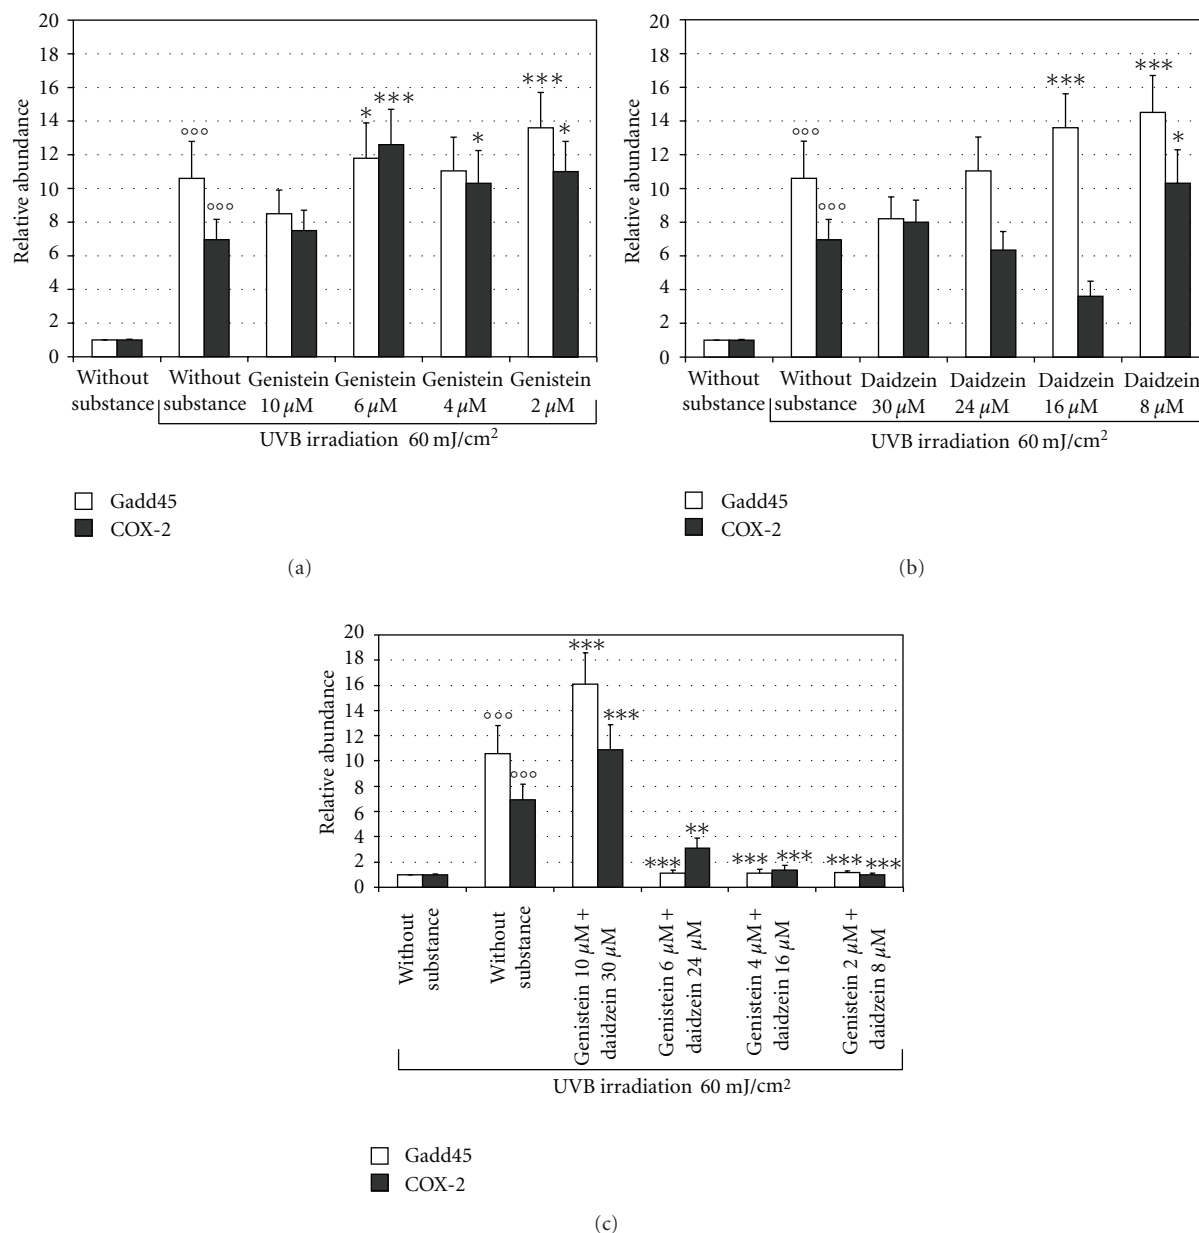 20
18
16
14
12
10
8
6
4
2
0
Relative abundance
°°°
°°°
*
***
*
***
*
Without substance
Without substance
Genistein 10 µM
Genistein 6 µM
Genistein 4 µM
Genistein 2 µM
UVB irradiation 60 mJ/cm²
Gadd45
COX-2
(a)
20
18
16
14
12
10
8
6
4
2
0
Relative abundance
°°°
°°°
***
***
*
Without substance
Without substance
Daidzein 30 µM
Daidzein 24 µM
Daidzein 16 µM
Daidzein 8 µM
UVB irradiation 60 mJ/cm²
Gadd45
COX-2
(b)
20
18
16
14
12
10
8
6
4
2
0
Relative abundance
°°°
°°°
***
***
***
**
***
***
***
***
Without substance
Without substance
Genistein 10 µM + daidzein 30 µM
Genistein 6 µM + daidzein 24 µM
Genistein 4 µM + daidzein 16 µM
Genistein 2 µM + daidzein 8 µM
UVB irradiation 60 mJ/cm²
Gadd45
COX-2
(c)